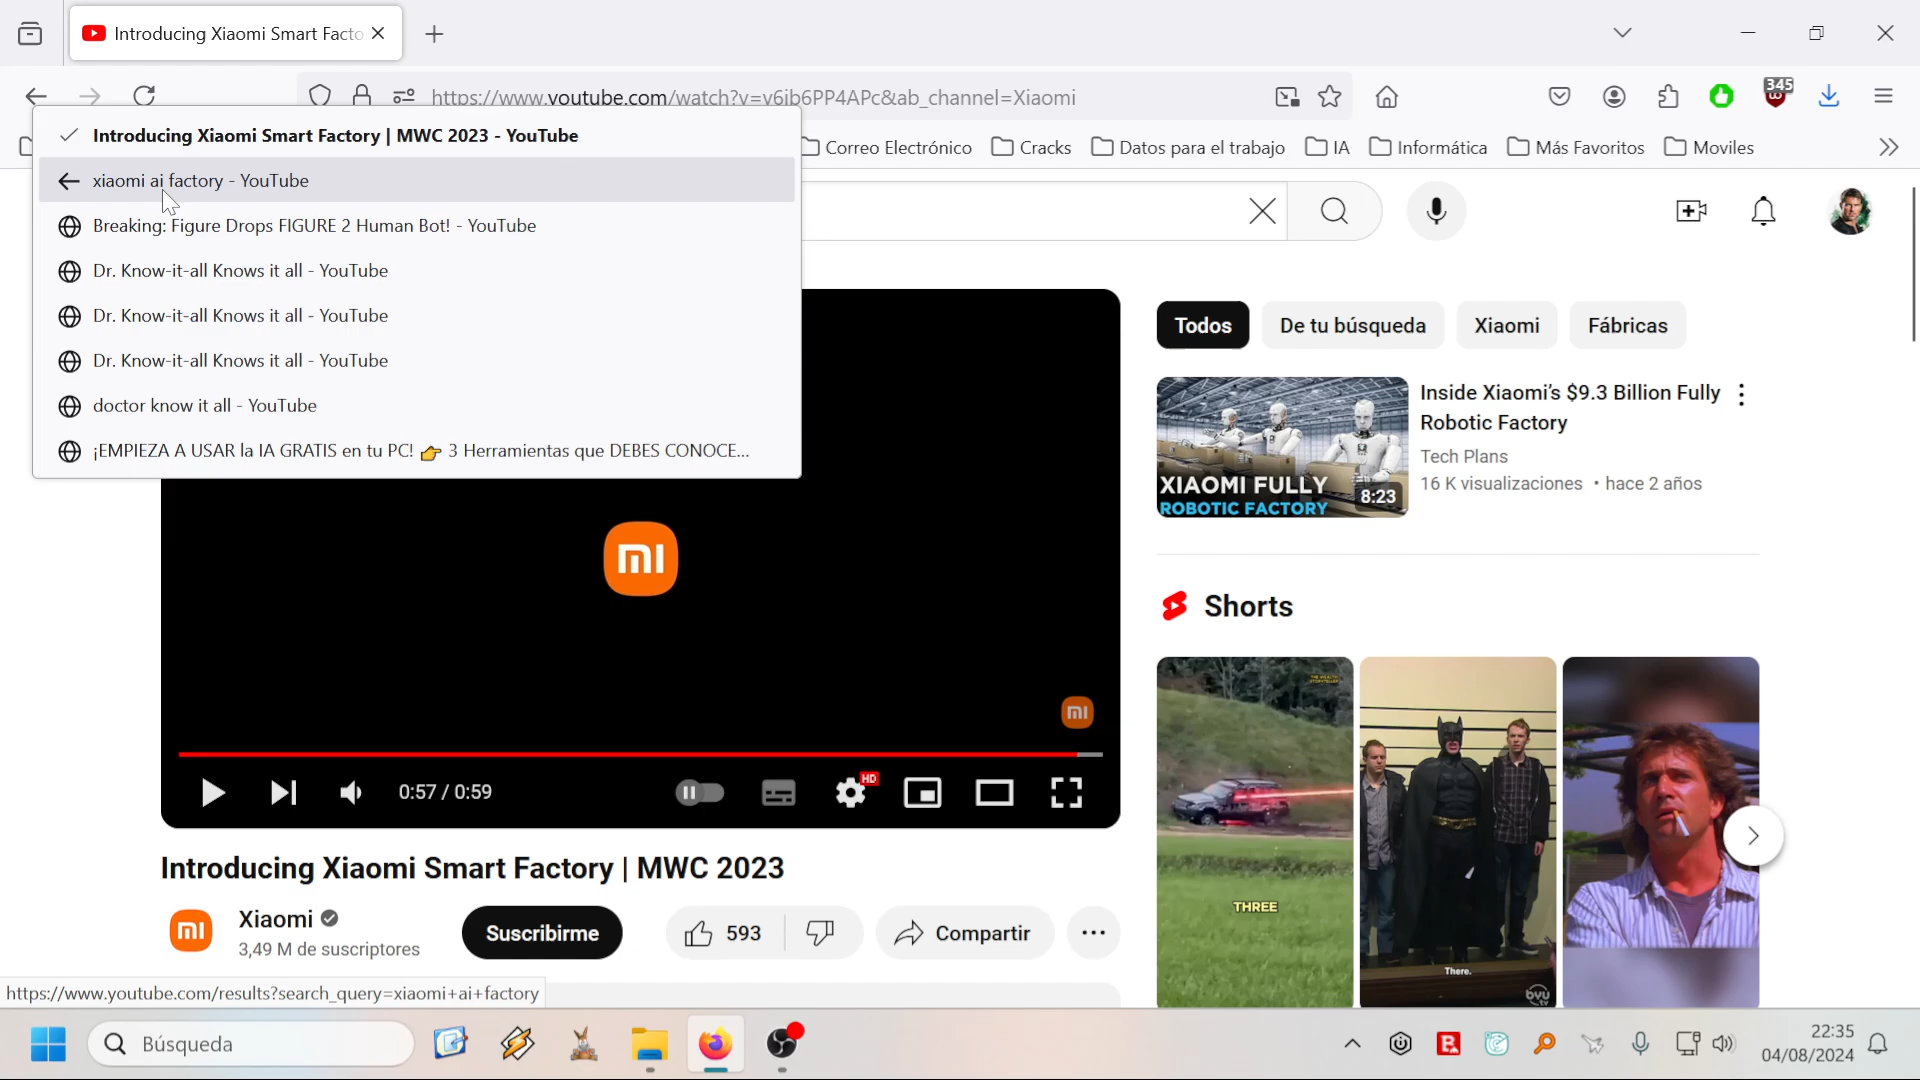 Introducing Xiaomi Smart Facto
https://www.youtube.com/watch?v=y6ib6PP4APc&ab_channel=Xiaomi
345
Introducing Xiaomi Smart Factory | MWC 2023 - YouTube
xiaomi ai factory - YouTube
Breaking: Figure Drops FIGURE 2 Human Bot! - YouTube
Dr. Know-it-all Knows it all - YouTube
Dr. Know-it-all Knows it all - YouTube
Dr. Know-it-all Knows it all - YouTube
doctor know it all - YouTube
¡EMPIEZA A USAR la IA GRATIS en tu PC! 👉 3 Herramientas que DEBES CONOCE...
Correo Electrónico
Cracks
Datos para el trabajo
IA
Informática
Más Favoritos
Moviles
Todos
De tu búsqueda
Xiaomi
Fábricas
XIAOMI FULLY
ROBOTIC FACTORY
8:23
Inside Xiaomi's $9.3 Billion Fully
Robotic Factory
Tech Plans
16 K visualizaciones • hace 2 años
Shorts
THREE
There.
byu
tv
mi
mi
0:57 / 0:59
HD
Introducing Xiaomi Smart Factory | MWC 2023
mi
Xiaomi
3,49 M de suscriptores
Suscribirme
593
Compartir
https://www.youtube.com/results?search_query=xiaomi+ai+factory
Búsqueda
22:35
04/08/2024